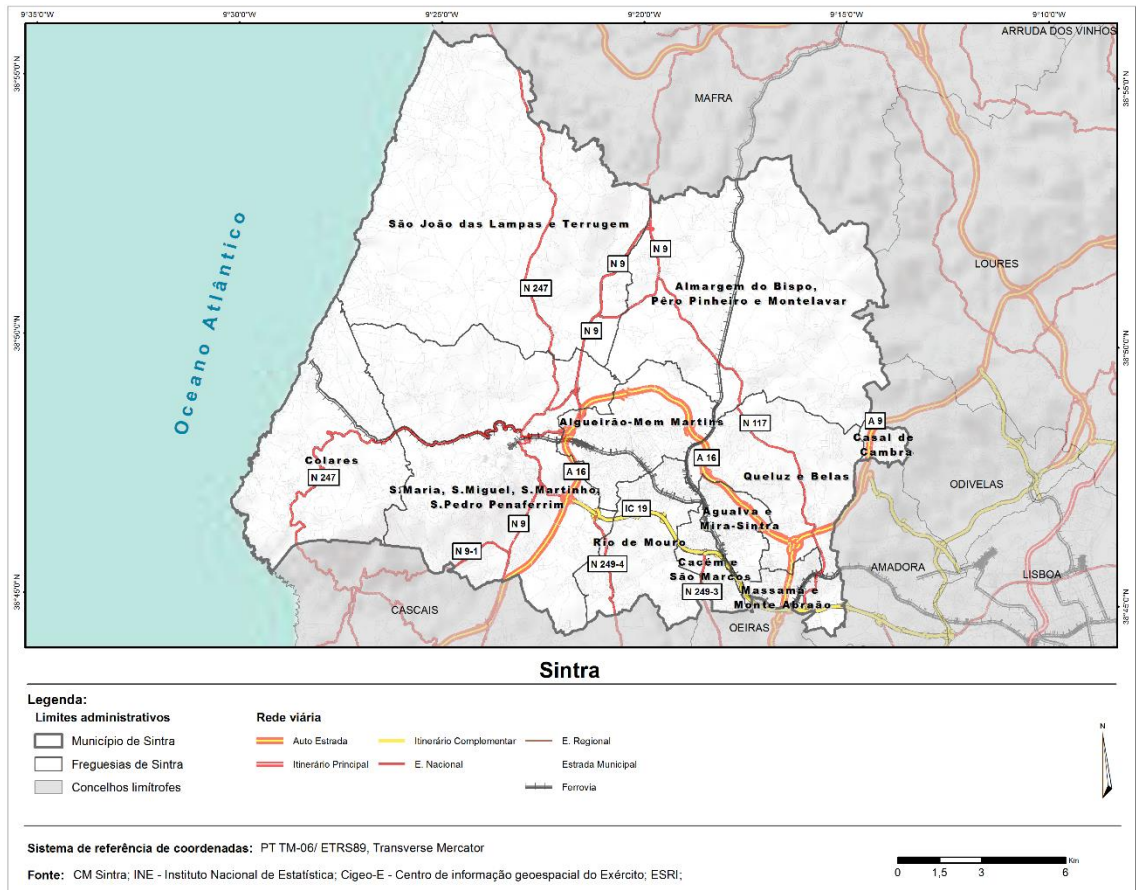 9°35'0"W
9°30'0"W
9°25'0"W
9°20'0"W
9°15'0"W
9°10'0"W
38°55'0"N
38°55'0"N
ARRUDA DOS VINHOS
MAFRA
São João das Lampas e Terrugem
N 9
N 9
LOURES
N 247
Almargem do Bispo,
Pêro Pinheiro e Montelavar
Oceano Atlântico
N 9
38°50'0"N
38°50'0"N
Algueirão-Mem Martins
N 117
A 9
Casal de
Cambra
Colares
N 247
A 16
A 16
Queluz e Belas
ODIVELAS
S.Maria, S.Miguel, S.Martinho,
S.Pedro Penaferrim
IC 19
Agualva e
Mira-Sintra
N 9
Rio de Mouro
N 9-1
N 249-4
Cacém e
São Marcos
AMADORA
LISBOA
N 249-3
Massamá e
Monte Abraão
38°45'0"N
38°45'0"N
CASCAIS
OEIRAS
Sintra
Legenda:
Limites administrativos
Município de Sintra
Freguesias de Sintra
Concelhos limítrofes
Rede viária
Auto Estrada
Itinerário Complementar
E. Regional
Itinerário Principal
E. Nacional
Estrada Municipal
Ferrovia
N
Sistema de referência de coordenadas: PT TM-06/ ETRS89, Transverse Mercator
Fonte: CM Sintra; INE - Instituto Nacional de Estatística; Cigeo-E - Centro de informação geoespacial do Exército; ESRI;
Km
0 1,5 3 6